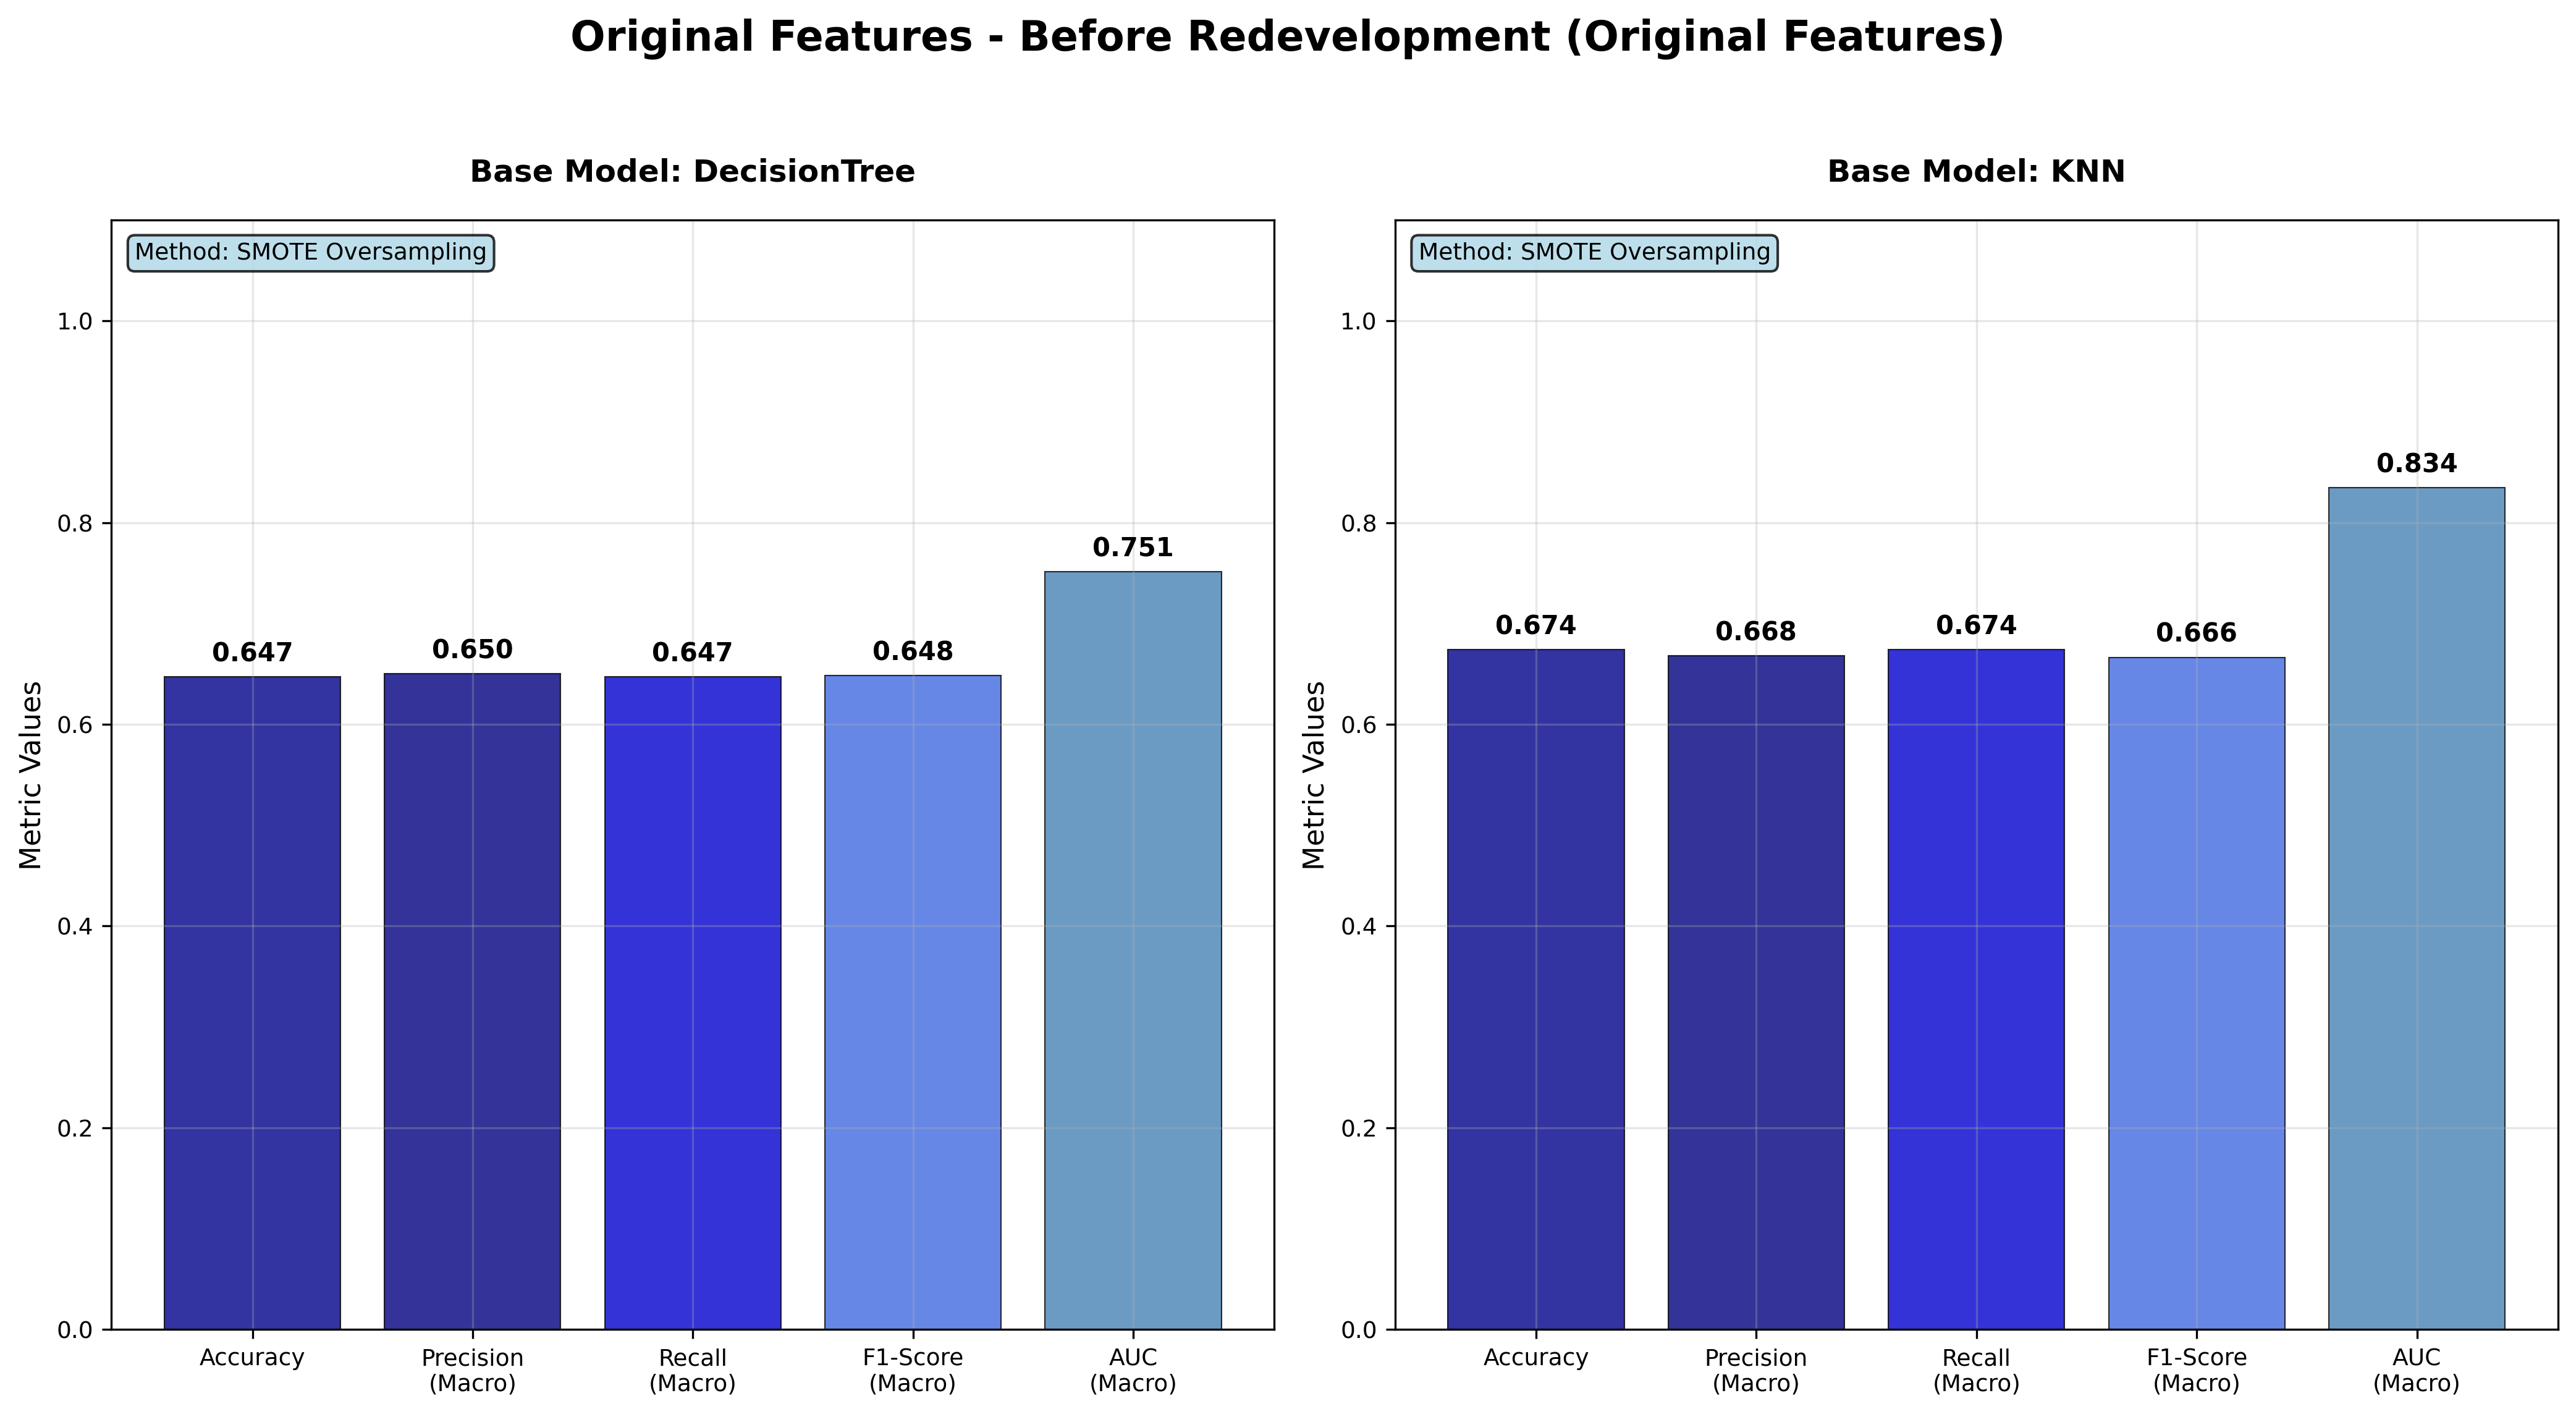 Original Features - Before Redevelopment (Original Features)
Base Model: DecisionTree
Method: SMOTE Oversampling
Metric Values
1.0
0.8
0.6
0.4
0.2
0.0
0.647
0.650
0.647
0.648
0.751
Accuracy
Precision
(Macro)
Recall
(Macro)
F1-Score
(Macro)
AUC
(Macro)
Base Model: KNN
Method: SMOTE Oversampling
Metric Values
1.0
0.8
0.6
0.4
0.2
0.0
0.674
0.668
0.674
0.666
0.834
Accuracy
Precision
(Macro)
Recall
(Macro)
F1-Score
(Macro)
AUC
(Macro)